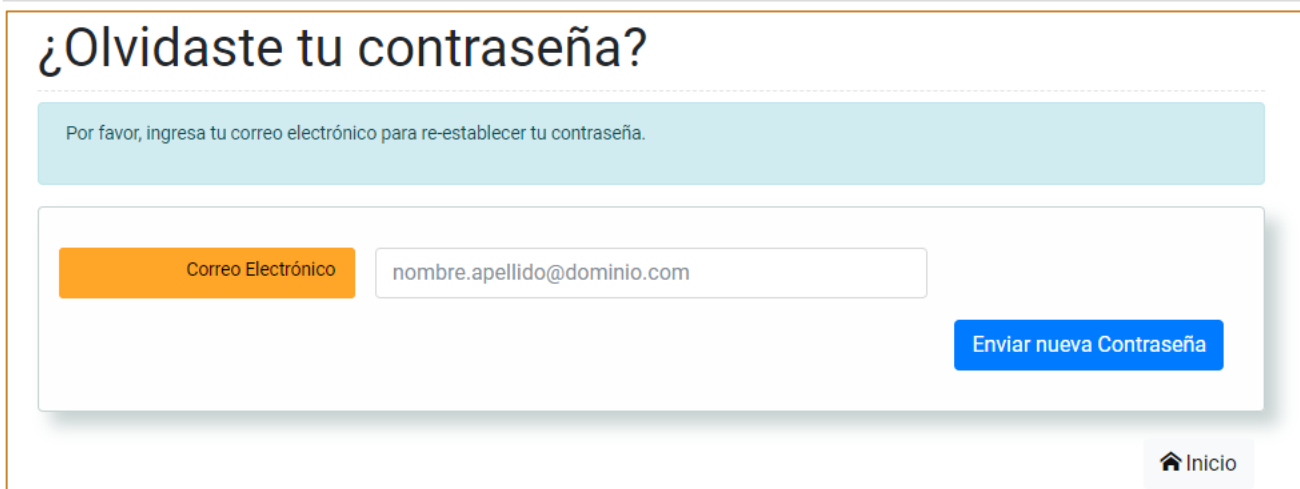 ¿Olvidaste tu contraseña?
Por favor, ingresa tu correo electrónico para re-establecer tu contraseña.
Correo Electrónico
nombre.apellido@dominio.com
Enviar nueva Contraseña
Inicio